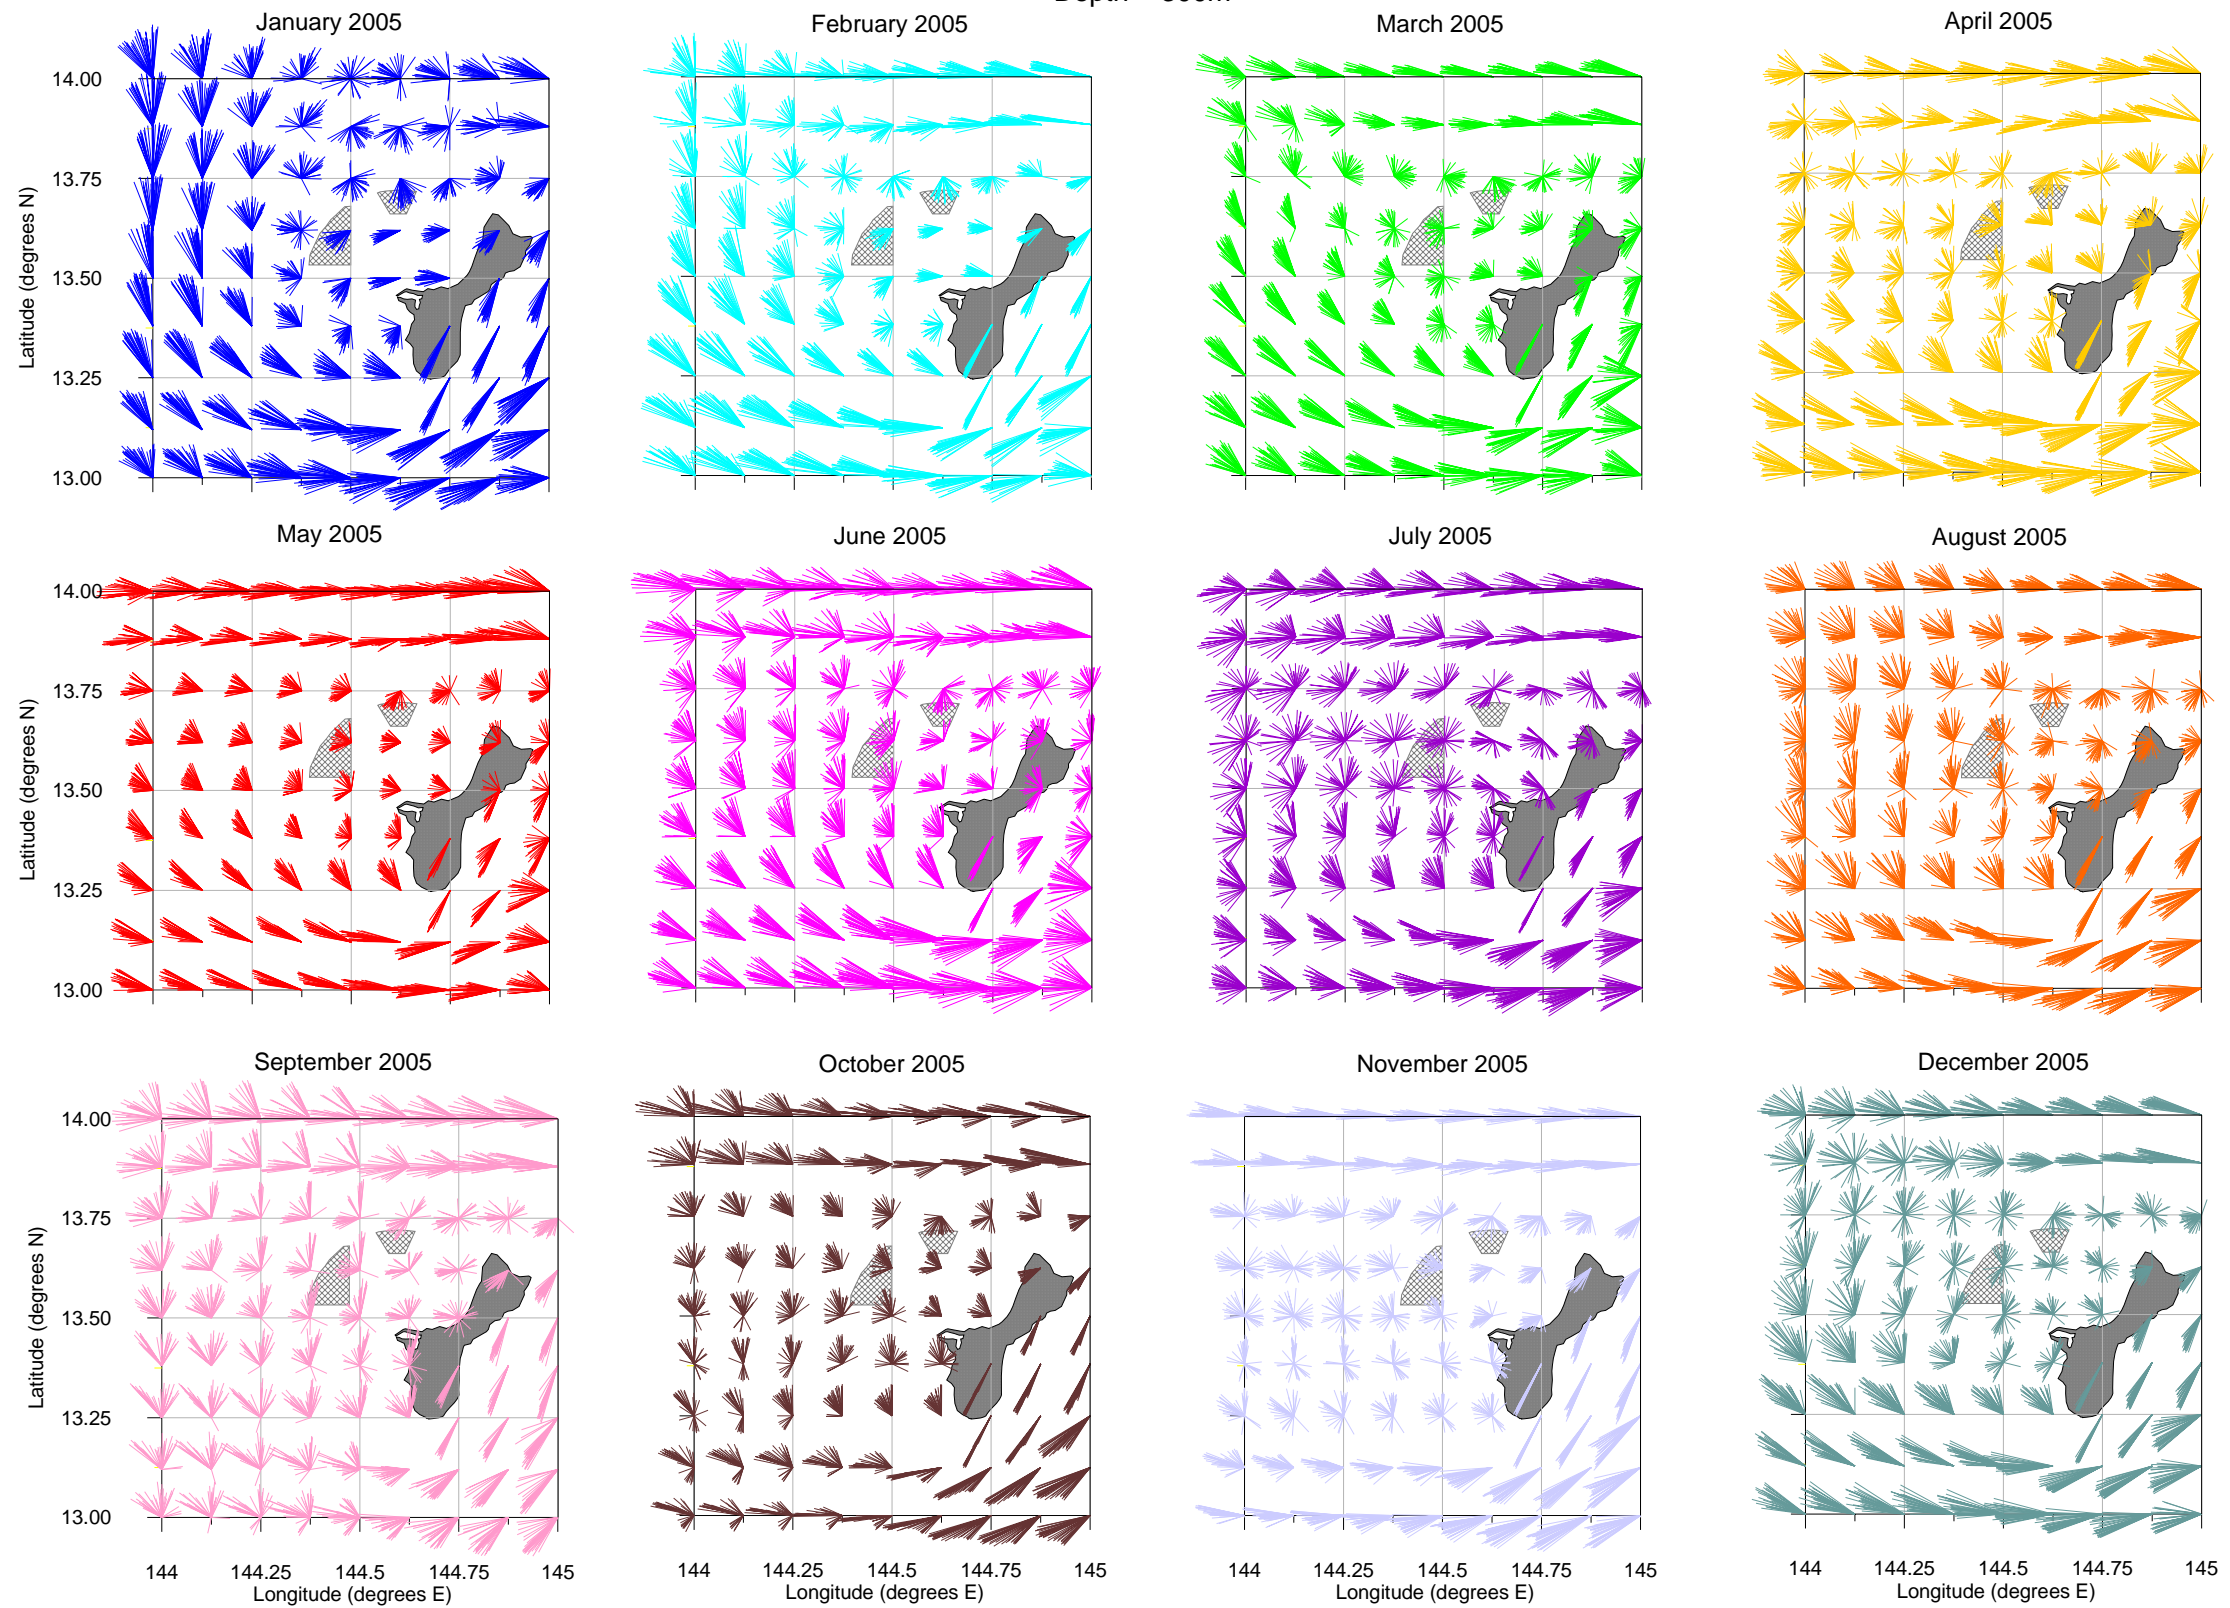 January 2005
February 2005
March 2005
April 2005
14.00
13.75
13.50
13.25
13.00
Latitude (degrees N)
May 2005
June 2005
July 2005
August 2005
14.00
13.75
13.50
13.25
13.00
Latitude (degrees N)
September 2005
October 2005
November 2005
December 2005
14.00
13.75
13.50
13.25
13.00
Latitude (degrees N)
144 144.25 144.5 144.75 145
Longitude (degrees E)
144 144.25 144.5 144.75 145
Longitude (degrees E)
144 144.25 144.5 144.75 145
Longitude (degrees E)
144 144.25 144.5 144.75 145
Longitude (degrees E)